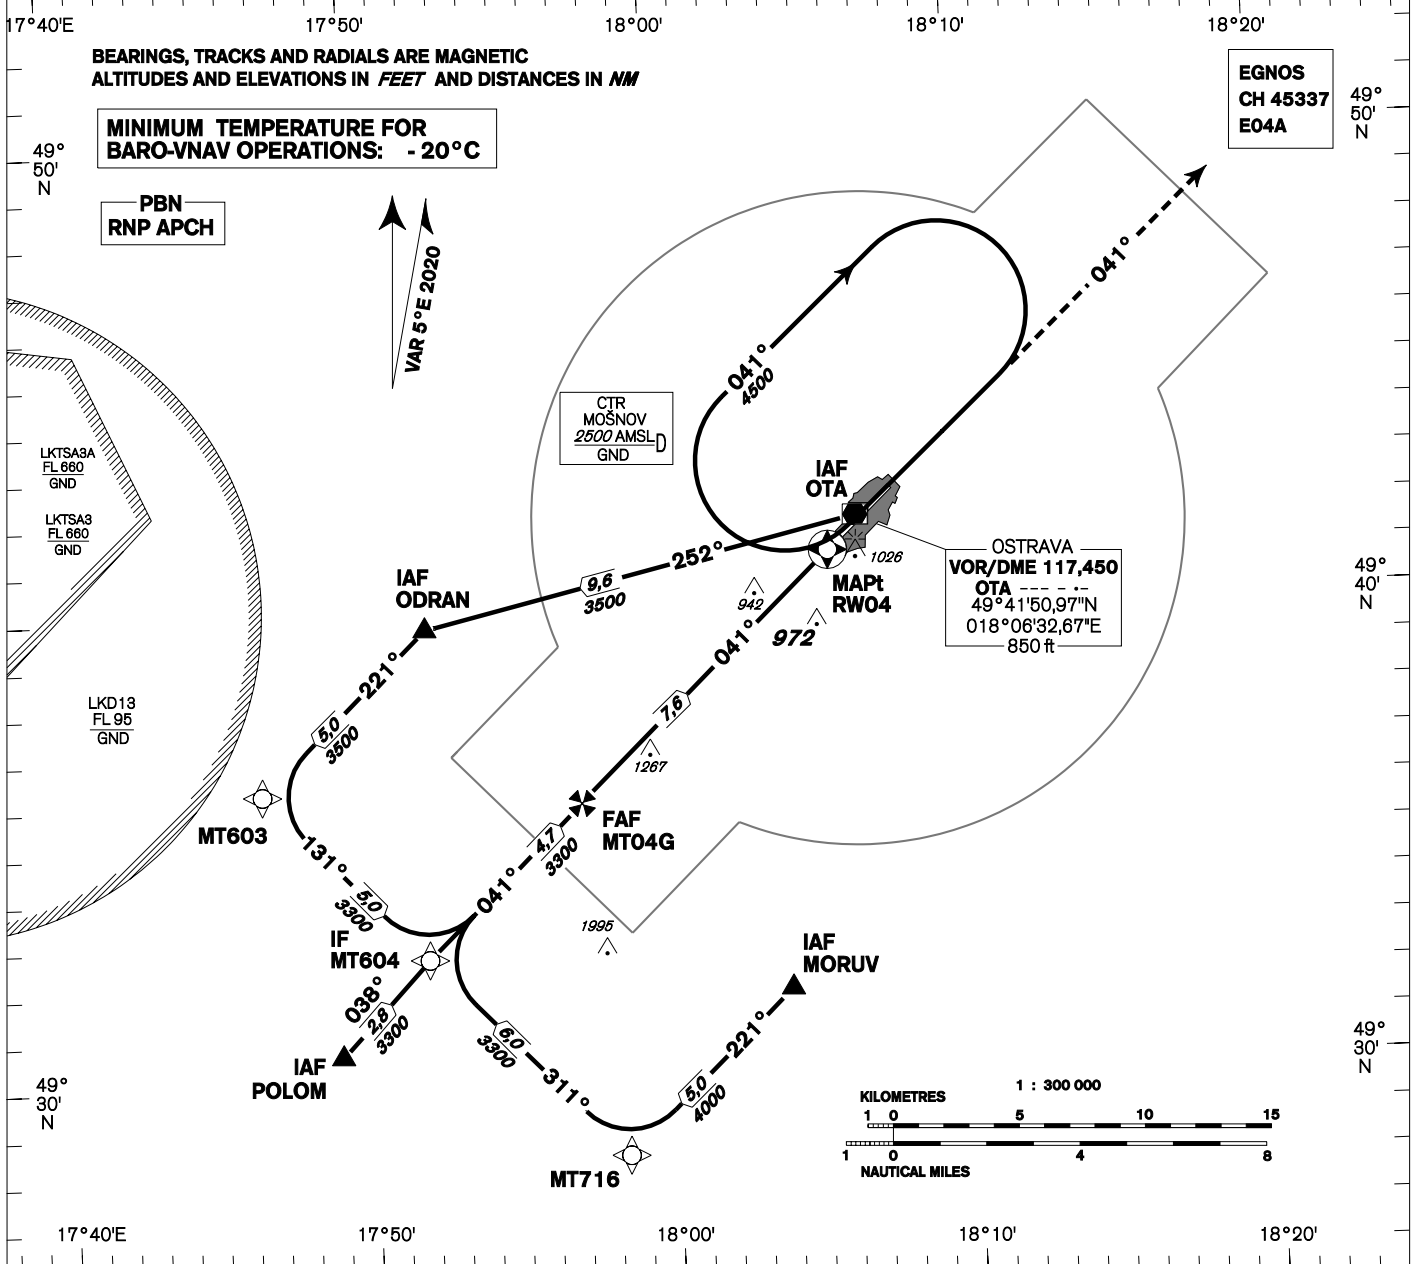 17°40'E
17°50'
18°00'
18°10'
18°20'
BEARINGS, TRACKS AND RADIALS ARE MAGNETIC
ALTITUDES AND ELEVATIONS IN FEET AND DISTANCES IN NM
EGNOS
CH 45337
E04A
49°
50'
N
MINIMUM TEMPERATURE FOR
BARO-VNAV OPERATIONS: - 20°C
49°
50'
N
PBN
RNP APCH
VAR 5°E 2020
041°
041°
4500
CTR
MOŠNOV
2500 AMSL
GND
D
LKTSA3A
FL 660
GND
LKTSA3
FL 660
GND
IAF
OTA
1026
OSTRAVA
VOR/DME 117,450
OTA --- - ·-
49°41'50,97"N
018°06'32,67"E
850 ft
252°
9,6
3500
IAF
ODRAN
MAPt
RW04
942
972
49°
40'
N
041°
221°
5,0
3500
7,6
1267
LKD13
FL 95
GND
MT603
FAF
MT04G
4,7
3300
131°
5,0
3300
041°
IF
MT604
1995
IAF
MORUV
038°
2,8
3300
IAF
POLOM
6,0
3300
311°
221°
5,0
4000
49°
30'
N
49°
30'
N
1 : 300 000
KILOMETRES
1 0 5 10 15
1 0 4 8
NAUTICAL MILES
MT716
17°40'E
17°50'
18°00'
18°10'
18°20'